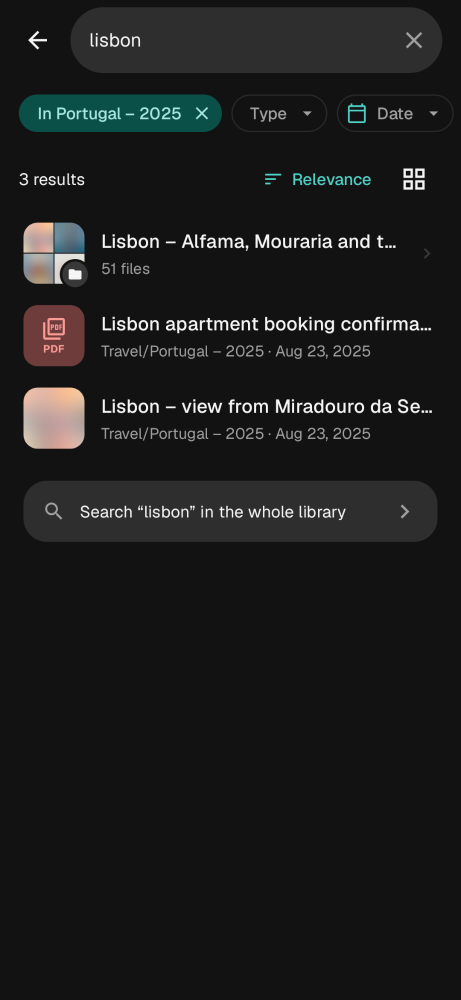 lisbon
In Portugal – 2025
Type
Date
3 results
Relevance
Lisbon – Alfama, Mouraria and t…
51 files
PDF
PDF
Lisbon apartment booking confirma…
Travel/Portugal – 2025 · Aug 23, 2025
Lisbon – view from Miradouro da Se…
Travel/Portugal – 2025 · Aug 23, 2025
Search “lisbon” in the whole library